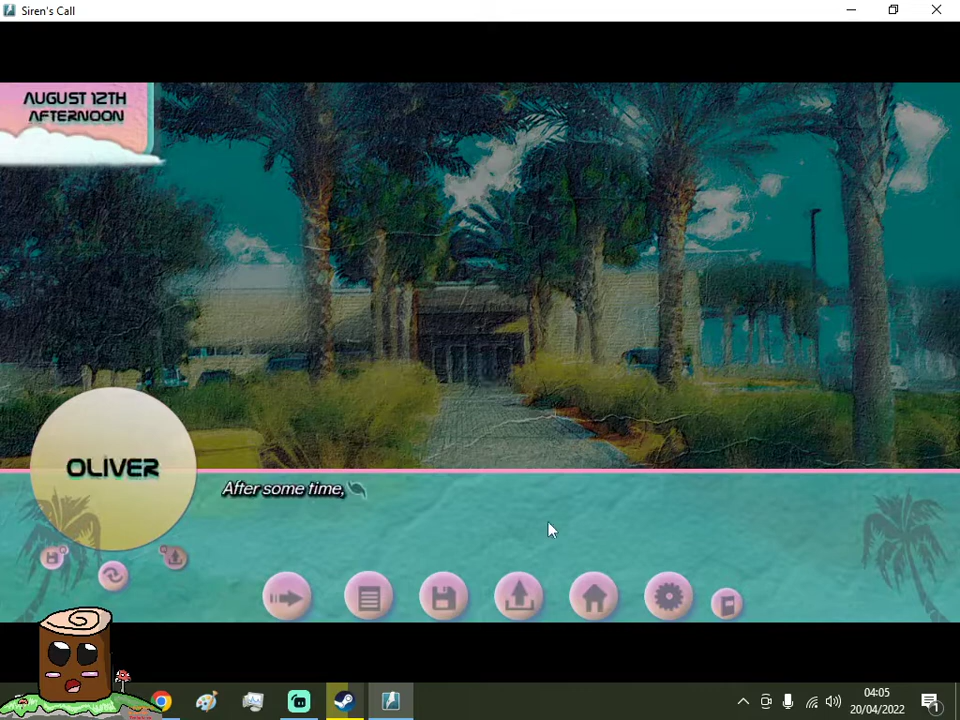 Siren's Call
AUGUST 12TH
AFTERNOON
OLIVER
After some time,
04:05
20/04/2022